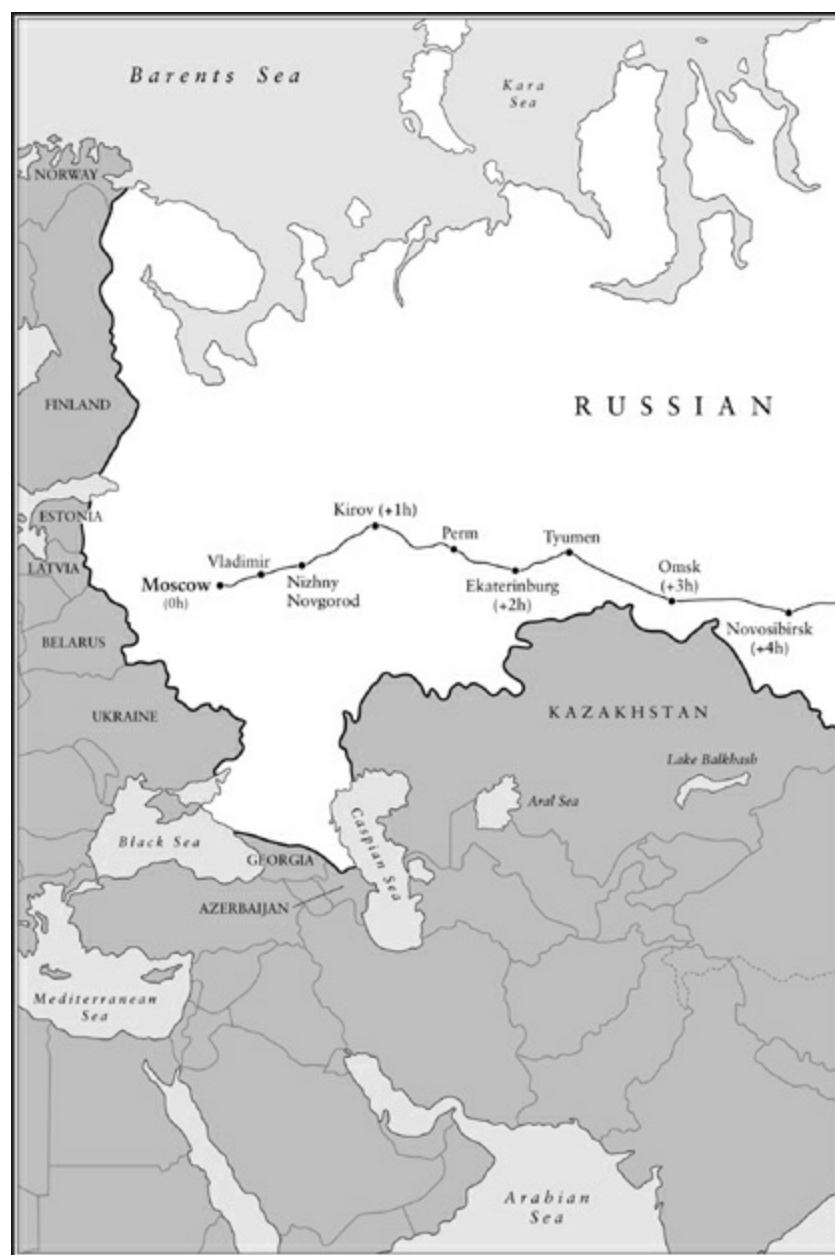 Barents Sea
Kara
Sea
NORWAY
FINLAND
RUSSIAN
ESTONIA
LATVIA
BELARUS
UKRAINE
Kirov (+1h)
Perm
Tyumen
Vladimir
Moscow
(0h)
Nizhny
Novgorod
Ekaterinburg
(+2h)
Omsk
(+3h)
Novosibirsk
(+4h)
KAZAKHSTAN
Lake Balkhash
Aral Sea
Caspian Sea
Black Sea
GEORGIA
AZERBAIJAN
Mediterranean
Sea
Arabian
Sea